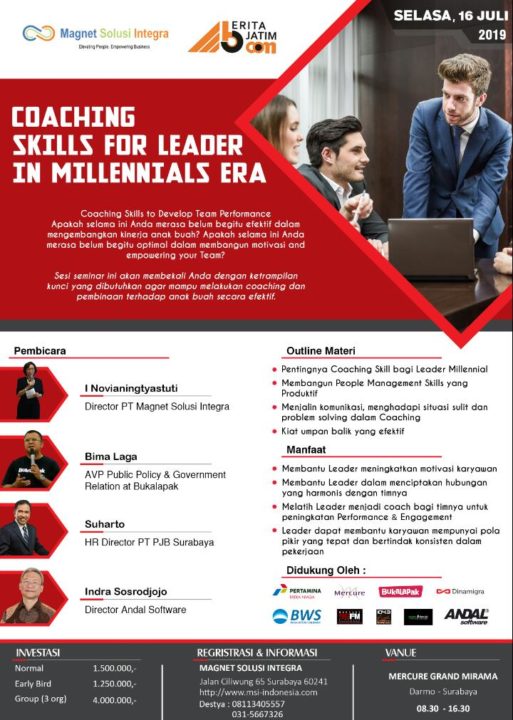 Magnet Solusi Integra
Develop People, Empowering Business
BERITA
JATIM
.com
SELASA, 16 JULI
2019
COACHING
SKILLS FOR LEADER
IN MILLENNIALS ERA
Coaching Skills to Develop Team Performance
Apakah selama ini Anda merasa belum begitu efektif dalam
mengembangkan kinerja anak buah? Apakah selama ini Anda
merasa belum begitu optimal dalam membangun motivasi and
empowering your Team?
Sesi seminar ini akan membekali Anda dengan ketrampilan
kunci yang dibutuhkan agar mampu melakukan coaching dan
pembinaan terhadap anak buah secara efektif.
Pembicara
I Novianingtyastuti
Director PT Magnet Solusi Integra
Bima Laga
AVP Public Policy & Government
Relation at Bukalapak
Suharto
HR Director PT PJB Surabaya
Indra Sosrodjojo
Director Andal Software
Outline Materi
Pentingnya Coaching Skill bagi Leader Millennial
Membangun People Management Skills yang
Produktif
Menjalin komunikasi, menghadapi situasi sulit dan
problem solving dalam Coaching
Kiat umpan balik yang efektif
Manfaat
Membantu Leader meningkatkan motivasi karyawan
Membantu Leader dalam menciptakan hubungan
yang harmonis dengan timnya
Melatih Leader menjadi coach bagi timnya untuk
peningkatan Performance & Engagement
Leader dapat membantu karyawan mempunyai pola
pikir yang tepat dan bertindak konsisten dalam
pekerjaan
Didukung Oleh :
PERTAMINA
Mercure
BUKALAPAK
Dinamigra
BWS
FM
ANDAL
software
INVESTASI
Normal 1.500.000,-
Early Bird 1.250.000,-
Group (3 org) 4.000.000,-
REGRISTRASI & INFORMASI
MAGNET SOLUSI INTEGRA
Jalan Ciliwung 65 Surabaya 60241
http://www.msi-indonesia.com
Destya : 08113405557
031-5667326
VANUE
MERCURE GRAND MIRAMA
Darmo - Surabaya
08.30 - 16.30